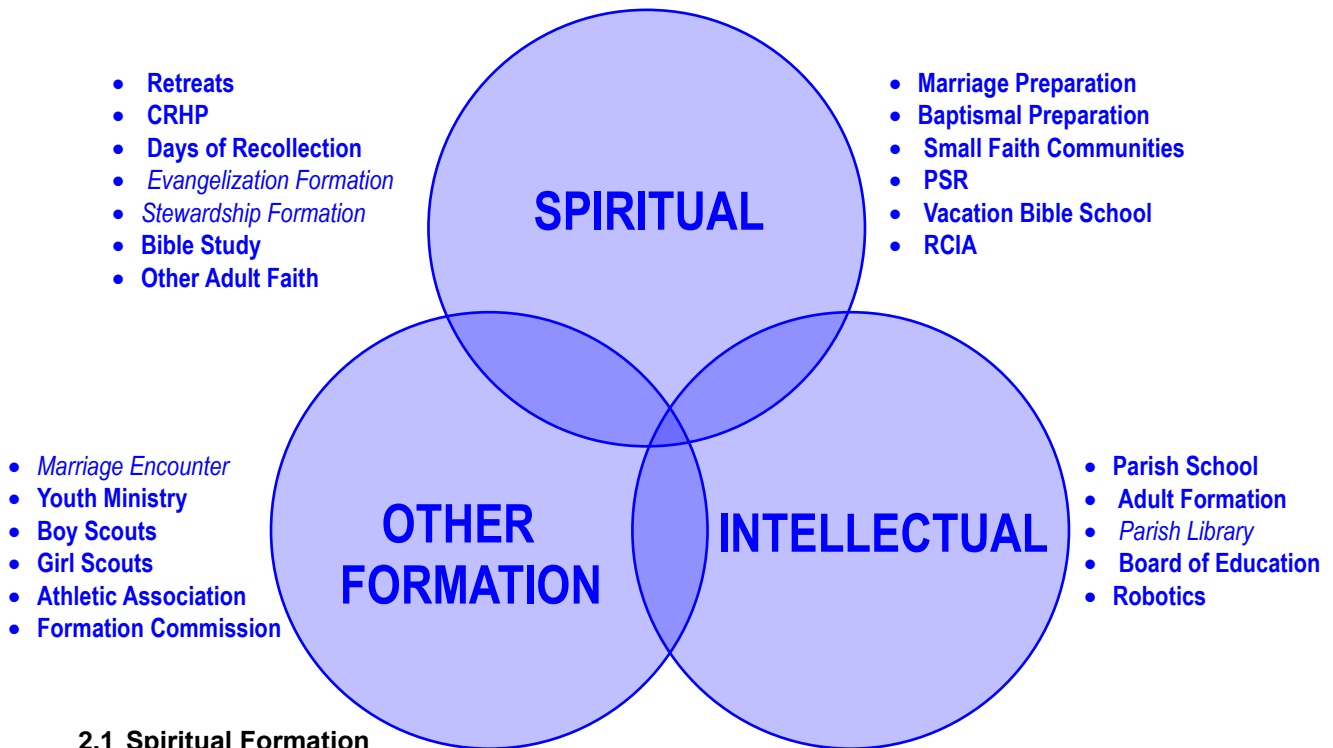 • Retreats
• CRHP
• Days of Recollection
• Evangelization Formation
• Stewardship Formation
• Bible Study
• Other Adult Faith
SPIRITUAL
• Marriage Preparation
• Baptismal Preparation
• Small Faith Communities
• PSR
• Vacation Bible School
• RCIA
• Marriage Encounter
• Youth Ministry
• Boy Scouts
• Girl Scouts
• Athletic Association
• Formation Commission
OTHER
FORMATION
INTELLECTUAL
• Parish School
• Adult Formation
• Parish Library
• Board of Education
• Robotics
2.1 Spiritual Formation